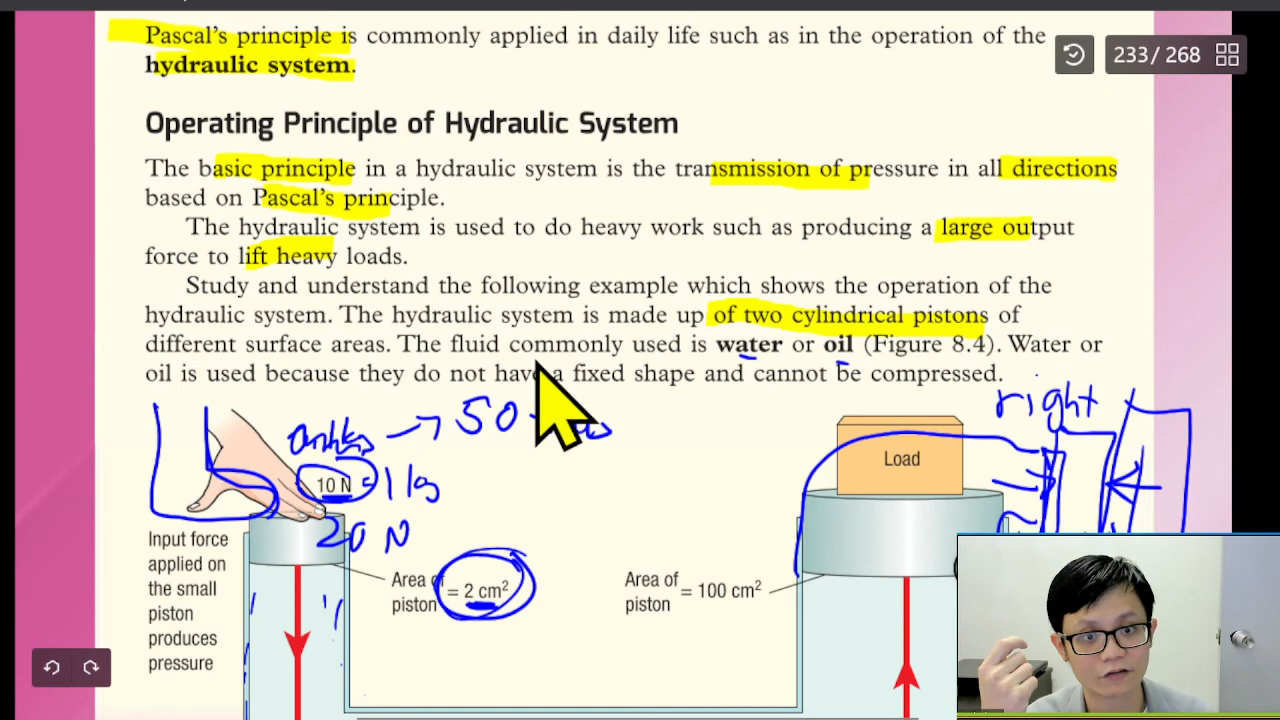 Pascal's principle is commonly applied in daily life such as in the operation of the
hydraulic system.
233/ 268
Operating Principle of Hydraulic System
The basic principle in a hydraulic system is the transmission of pressure in all directions
based on Pascal's principle.
The hydraulic system is used to do heavy work such as producing a large output
force to lift heavy loads.
Study and understand the following example which shows the operation of the
hydraulic system. The hydraulic system is made up of two cylindrical pistons of
different surface areas. The fluid commonly used is water or oil (Figure 8.4). Water or
oil is used because they do not have a fixed shape and cannot be compressed.
right
50
Load
10 N
20 N
Input force
applied on
the small
piston
produces
pressure
Area of
piston = 2 cm²
Area of
piston = 100 cm²